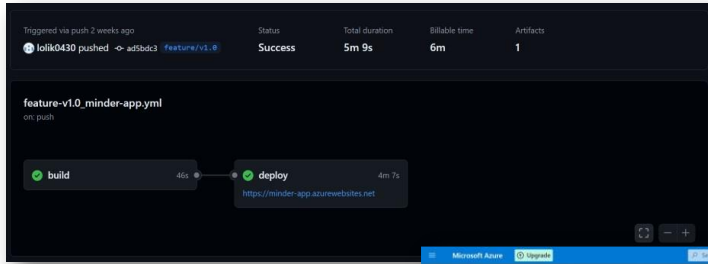 Triggered via push 2 weeks ago
lolik0430 pushed ad5bdc3 feature/v1.0
Status
Success
Total duration
5m 9s
Billable time
6m
Artifacts
1
feature-v1.0_minder-app.yml
on: push
build 46s
deploy 4m 7s
https://minder-app.azurewebsites.net
Microsoft Azure Upgrade